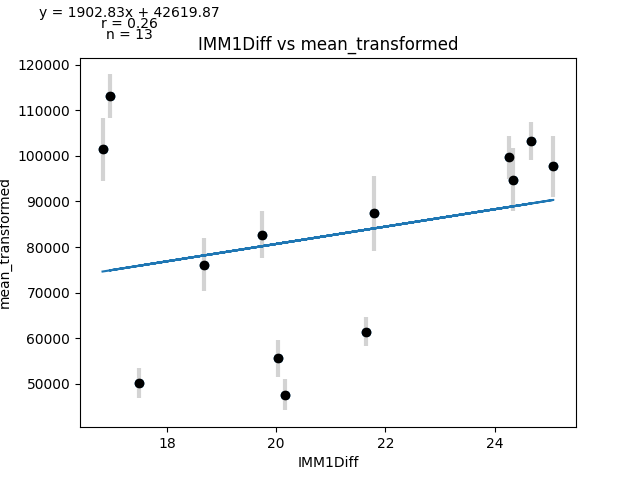 y = 1902.83x + 42619.87
r = 0.26
n = 13
IMM1Diff vs mean_transformed
120000
110000
100000
90000
80000
70000
60000
50000
mean_transformed
18 20 22 24
IMM1Diff